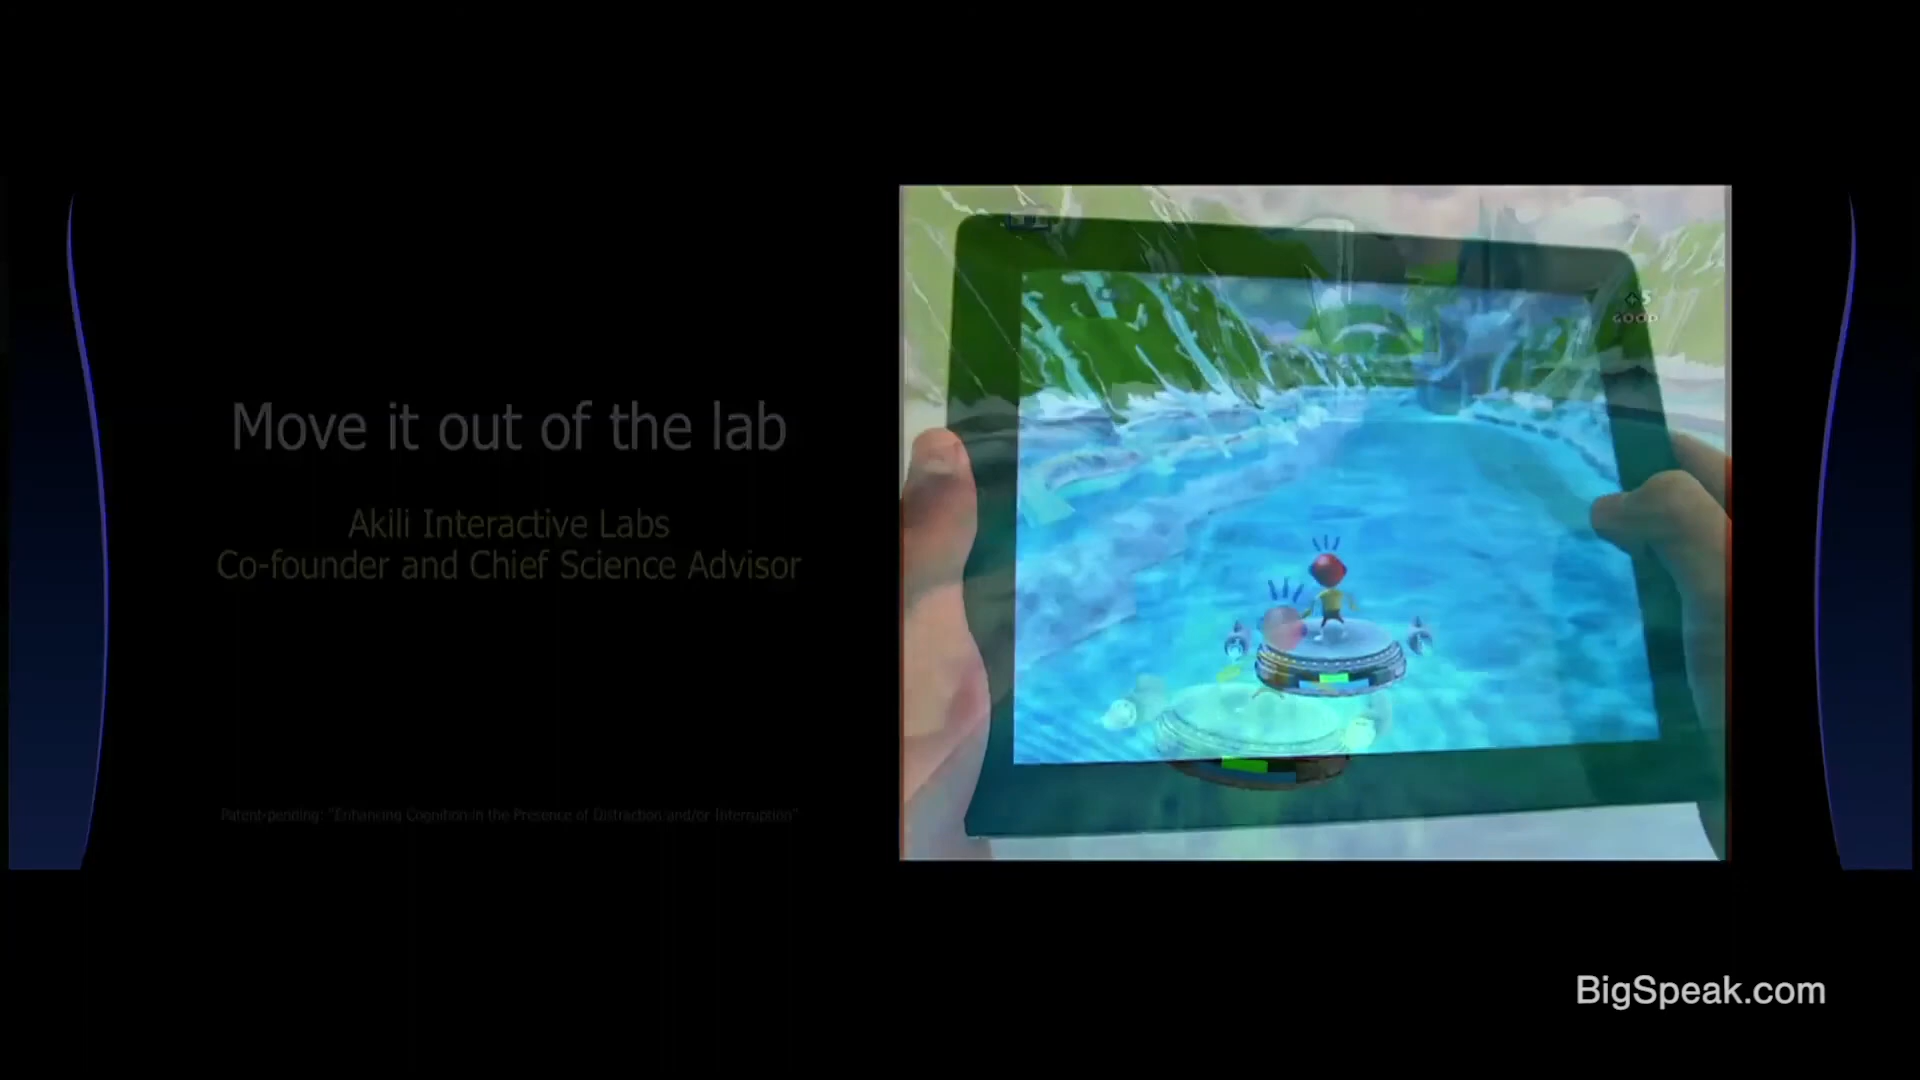 Move it out of the lab
Akili Interactive Labs
Co-founder and Chief Science Advisor
Patent-pending: "Enhancing Cognition in the Presence of Distraction and/or Interruption"
+5
GOOD
BigSpeak.com